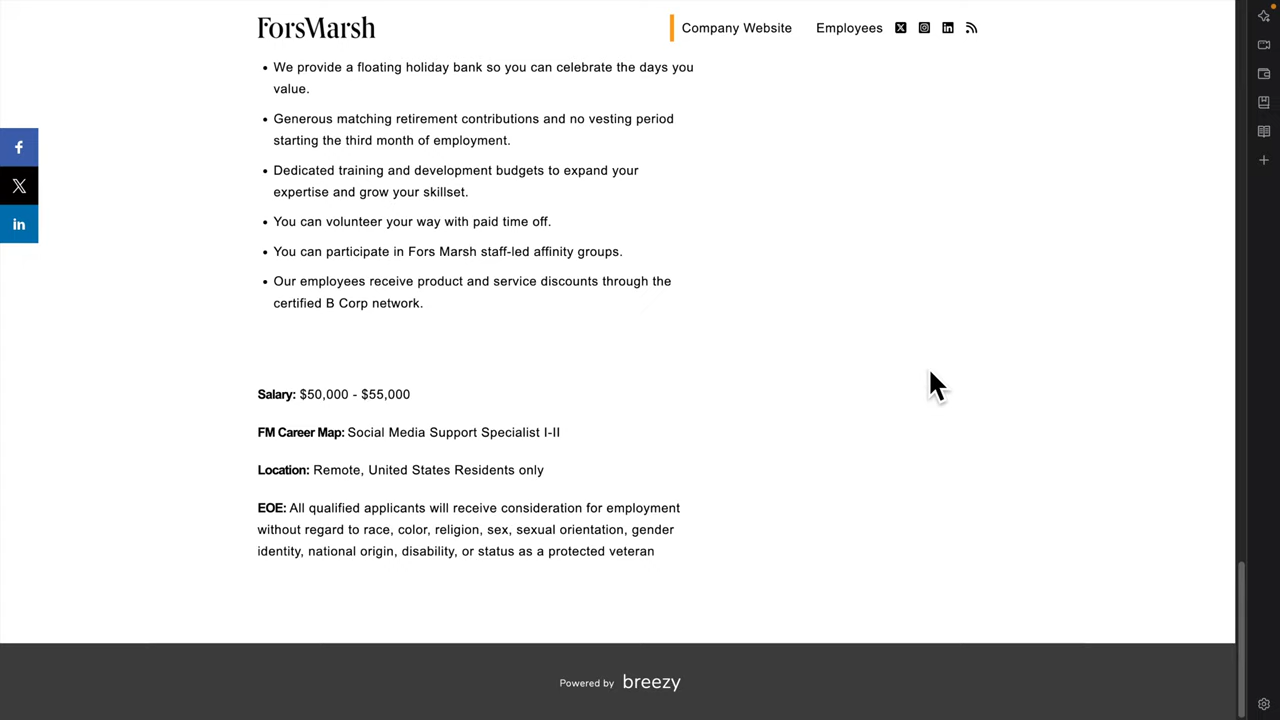 ForsMarsh
Company Website Employees
• We provide a floating holiday bank so you can celebrate the days you
value.
• Generous matching retirement contributions and no vesting period
starting the third month of employment.
• Dedicated training and development budgets to expand your
expertise and grow your skillset.
• You can volunteer your way with paid time off.
• You can participate in Fors Marsh staff-led affinity groups.
• Our employees receive product and service discounts through the
certified B Corp network.
Salary: $50,000 - $55,000
FM Career Map: Social Media Support Specialist I-II
Location: Remote, United States Residents only
EOE: All qualified applicants will receive consideration for employment
without regard to race, color, religion, sex, sexual orientation, gender
identity, national origin, disability, or status as a protected veteran
Powered by breezy